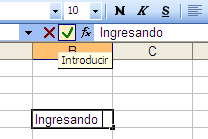 10 N K S
fx Ingresando
B C
Introducir
Ingresando